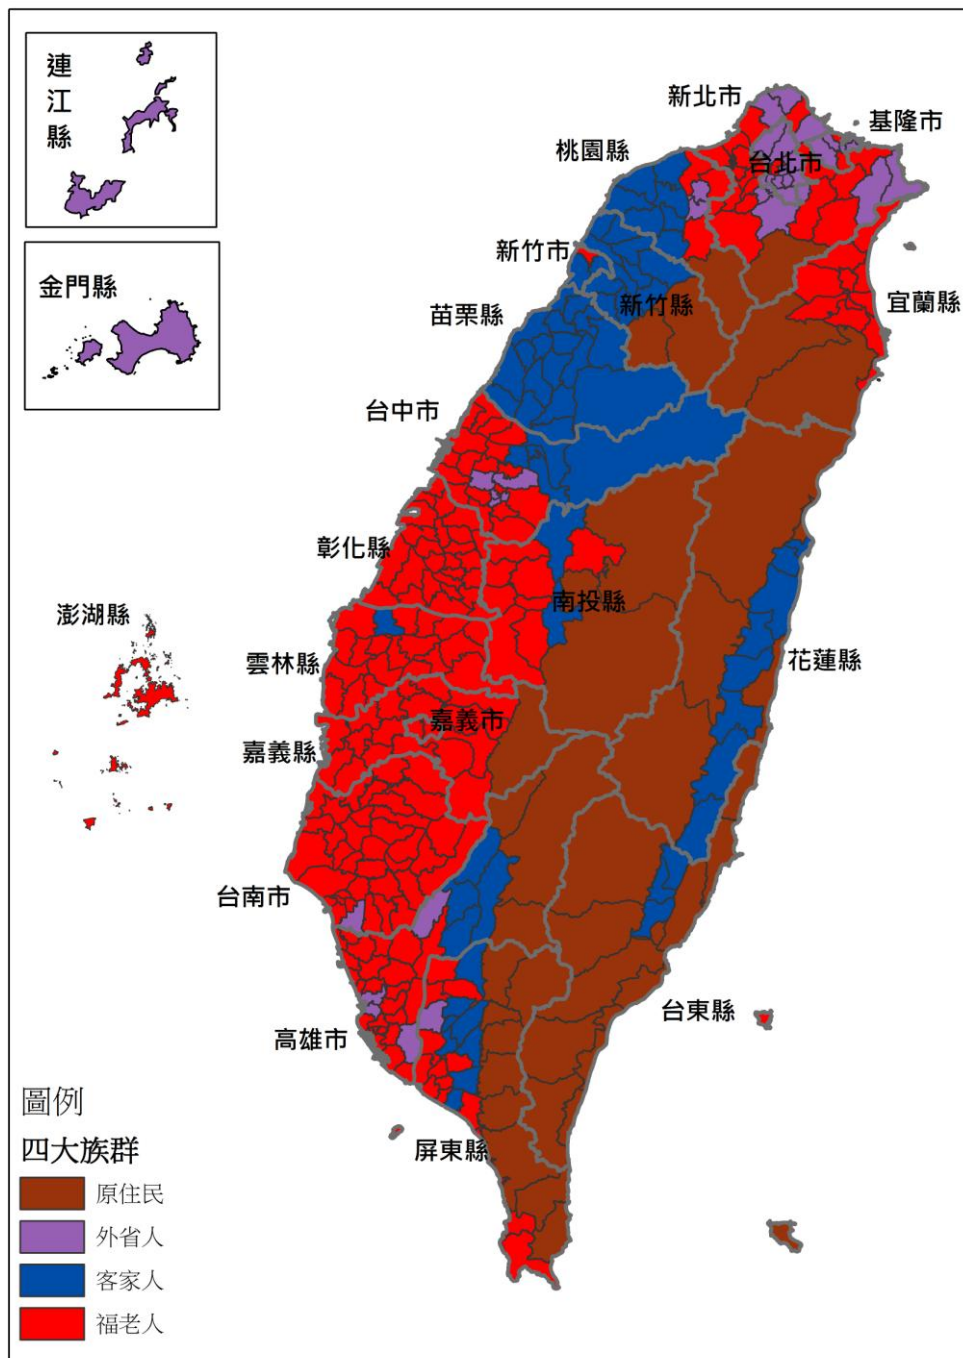 連江縣
金門縣
新北市
基隆市
桃園縣
台北市
新竹市
新竹縣
宜蘭縣
苗栗縣
台中市
彰化縣
南投縣
澎湖縣
雲林縣
花蓮縣
嘉義市
嘉義縣
台南市
台東縣
高雄市
屏東縣
圖例
四大族群
原住民
外省人
客家人
福老人